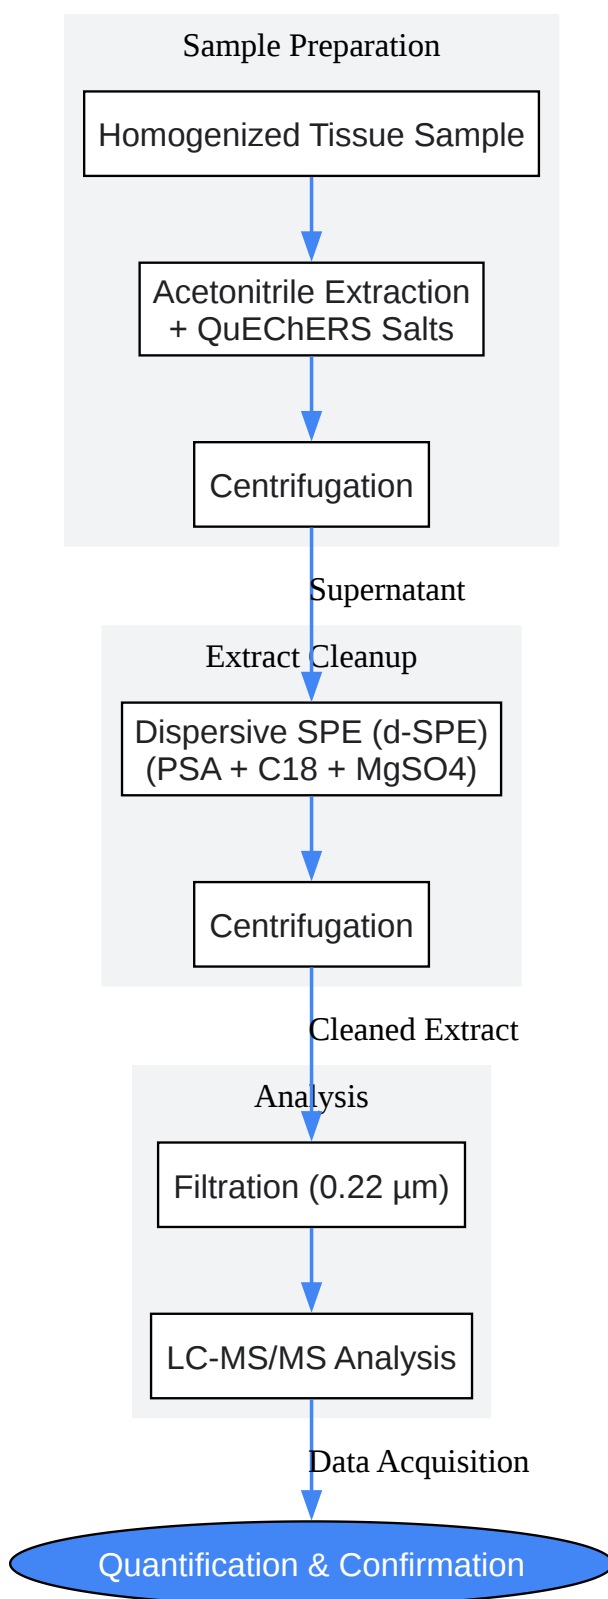 Sample Preparation
Homogenized Tissue Sample
Acetonitrile Extraction
+ QuEChERS Salts
Centrifugation
Supernatant
Extract Cleanup
Dispersive SPE (d-SPE)
(PSA + C18 + MgSO4)
Centrifugation
Cleaned Extract
Analysis
Filtration (0.22 µm)
LC-MS/MS Analysis
Data Acquisition
Quantification & Confirmation